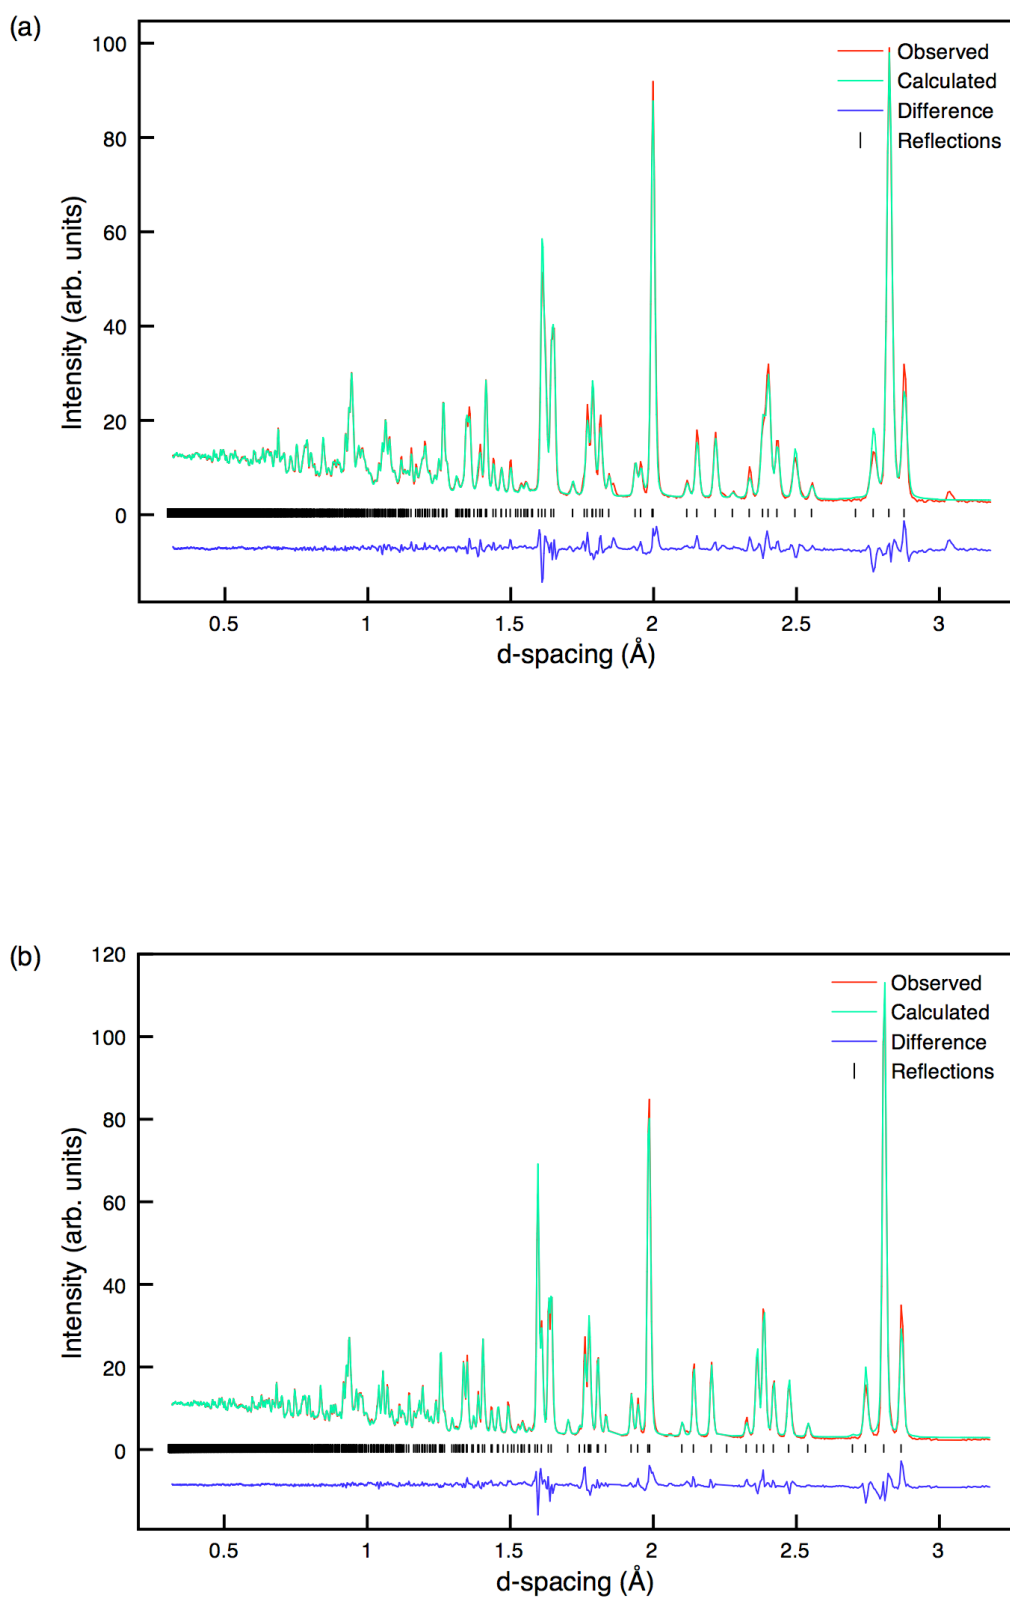 (a)
100
80
60
40
20
0
Intensity (arb. units)
Observed
Calculated
Difference
Reflections
0.5 1 1.5 2 2.5 3
d-spacing (Å)
(b)
120
100
80
60
40
20
0
Intensity (arb. units)
Observed
Calculated
Difference
Reflections
0.5 1 1.5 2 2.5 3
d-spacing (Å)